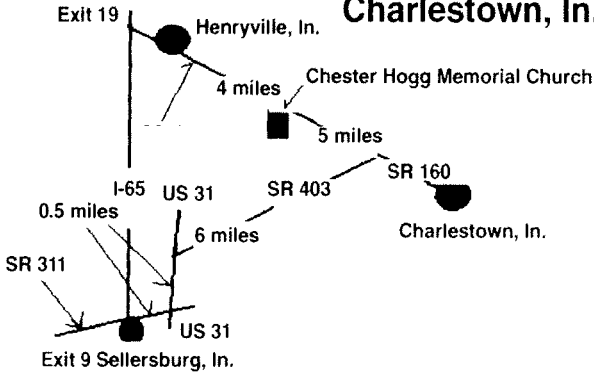 Charlestown, In.
Exit 19
Henryville, In.
Chester Hogg Memorial Church
4 miles
5 miles
SR 160
I-65
US 31
SR 403
0.5 miles
6 miles
Charlestown, In.
SR 311
US 31
Exit 9 Sellersburg, In.